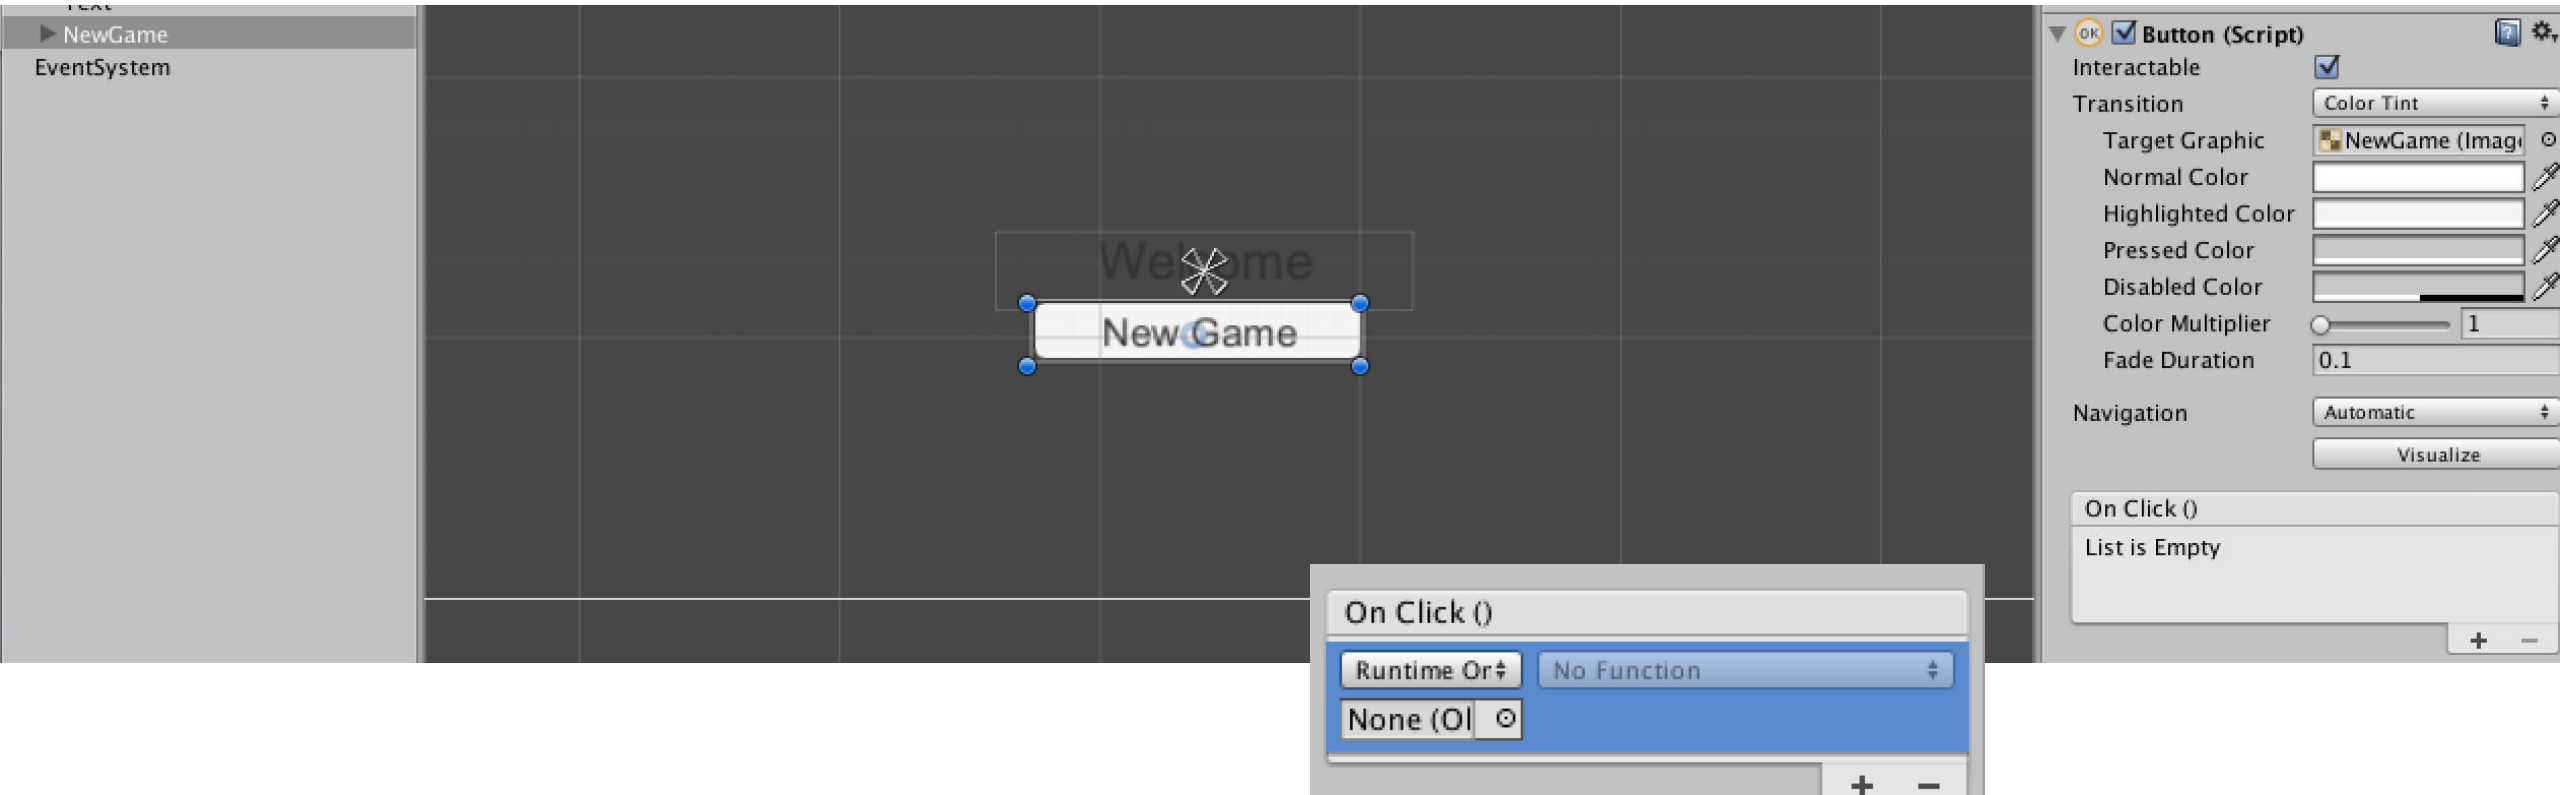 Text
NewGame
EventSystem
Welcome
New Game
OK Button (Script)
Interactable
Transition Color Tint
Target Graphic NewGame (Imag
Normal Color
Highlighted Color
Pressed Color
Disabled Color
Color Multiplier 1
Fade Duration 0.1
Navigation Automatic
Visualize
On Click ()
List is Empty
+ −
On Click ()
Runtime Or No Function
None (Ol
+ −